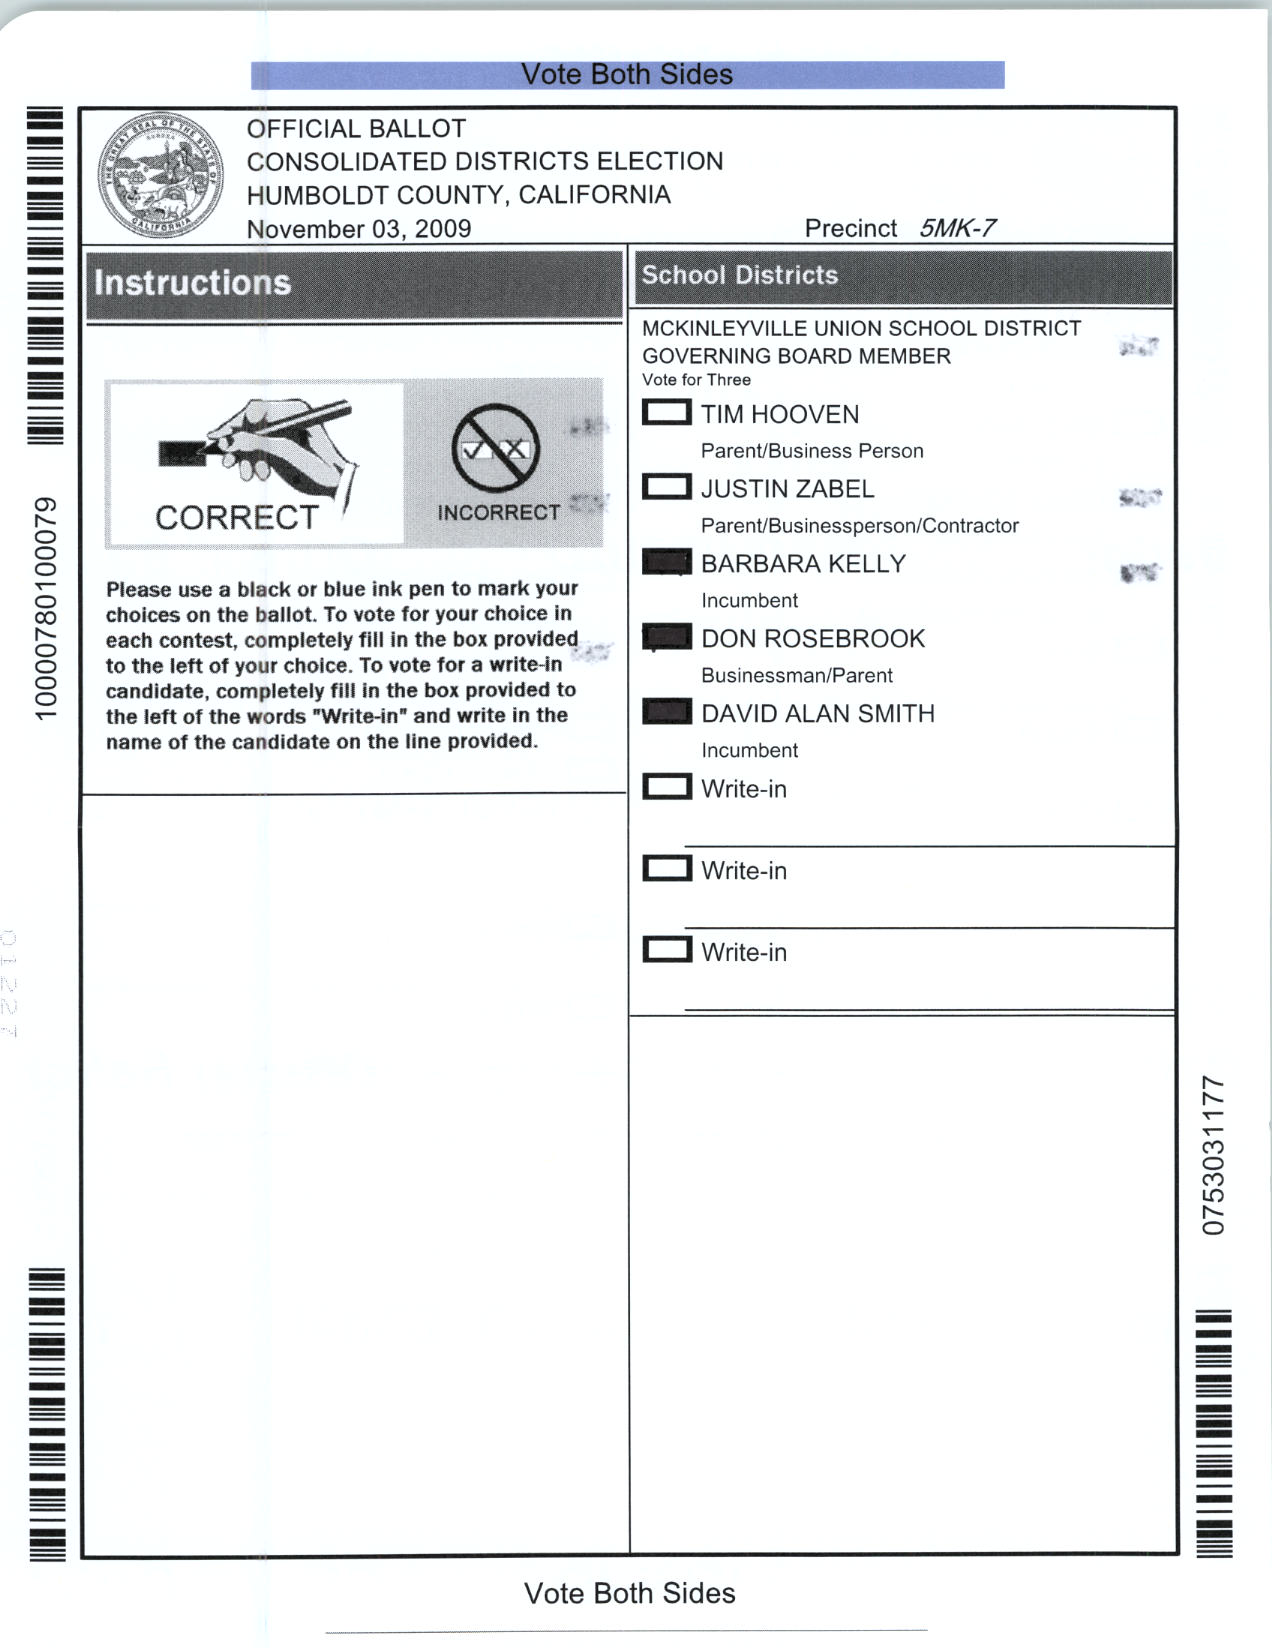 Vote Both Sides
OFFICIAL BALLOT
CONSOLIDATED DISTRICTS ELECTION
HUMBOLDT COUNTY, CALIFORNIA
November 03, 2009
Precinct 5MK-7
THE GREAT SEAL OF THE STATE OF CALIFORNIA
EUREKA
Instructions
CORRECT
INCORRECT
Please use a black or blue ink pen to mark your
choices on the ballot. To vote for your choice in
each contest, completely fill in the box provided
to the left of your choice. To vote for a write-in
candidate, completely fill in the box provided to
the left of the words "Write-in" and write in the
name of the candidate on the line provided.
School Districts
MCKINLEYVILLE UNION SCHOOL DISTRICT
GOVERNING BOARD MEMBER
Vote for Three
TIM HOOVEN
Parent/Business Person
JUSTIN ZABEL
Parent/Businessperson/Contractor
BARBARA KELLY
Incumbent
DON ROSEBROOK
Businessman/Parent
DAVID ALAN SMITH
Incumbent
Write-in
Write-in
Write-in
10000780100079
0753031177
Vote Both Sides